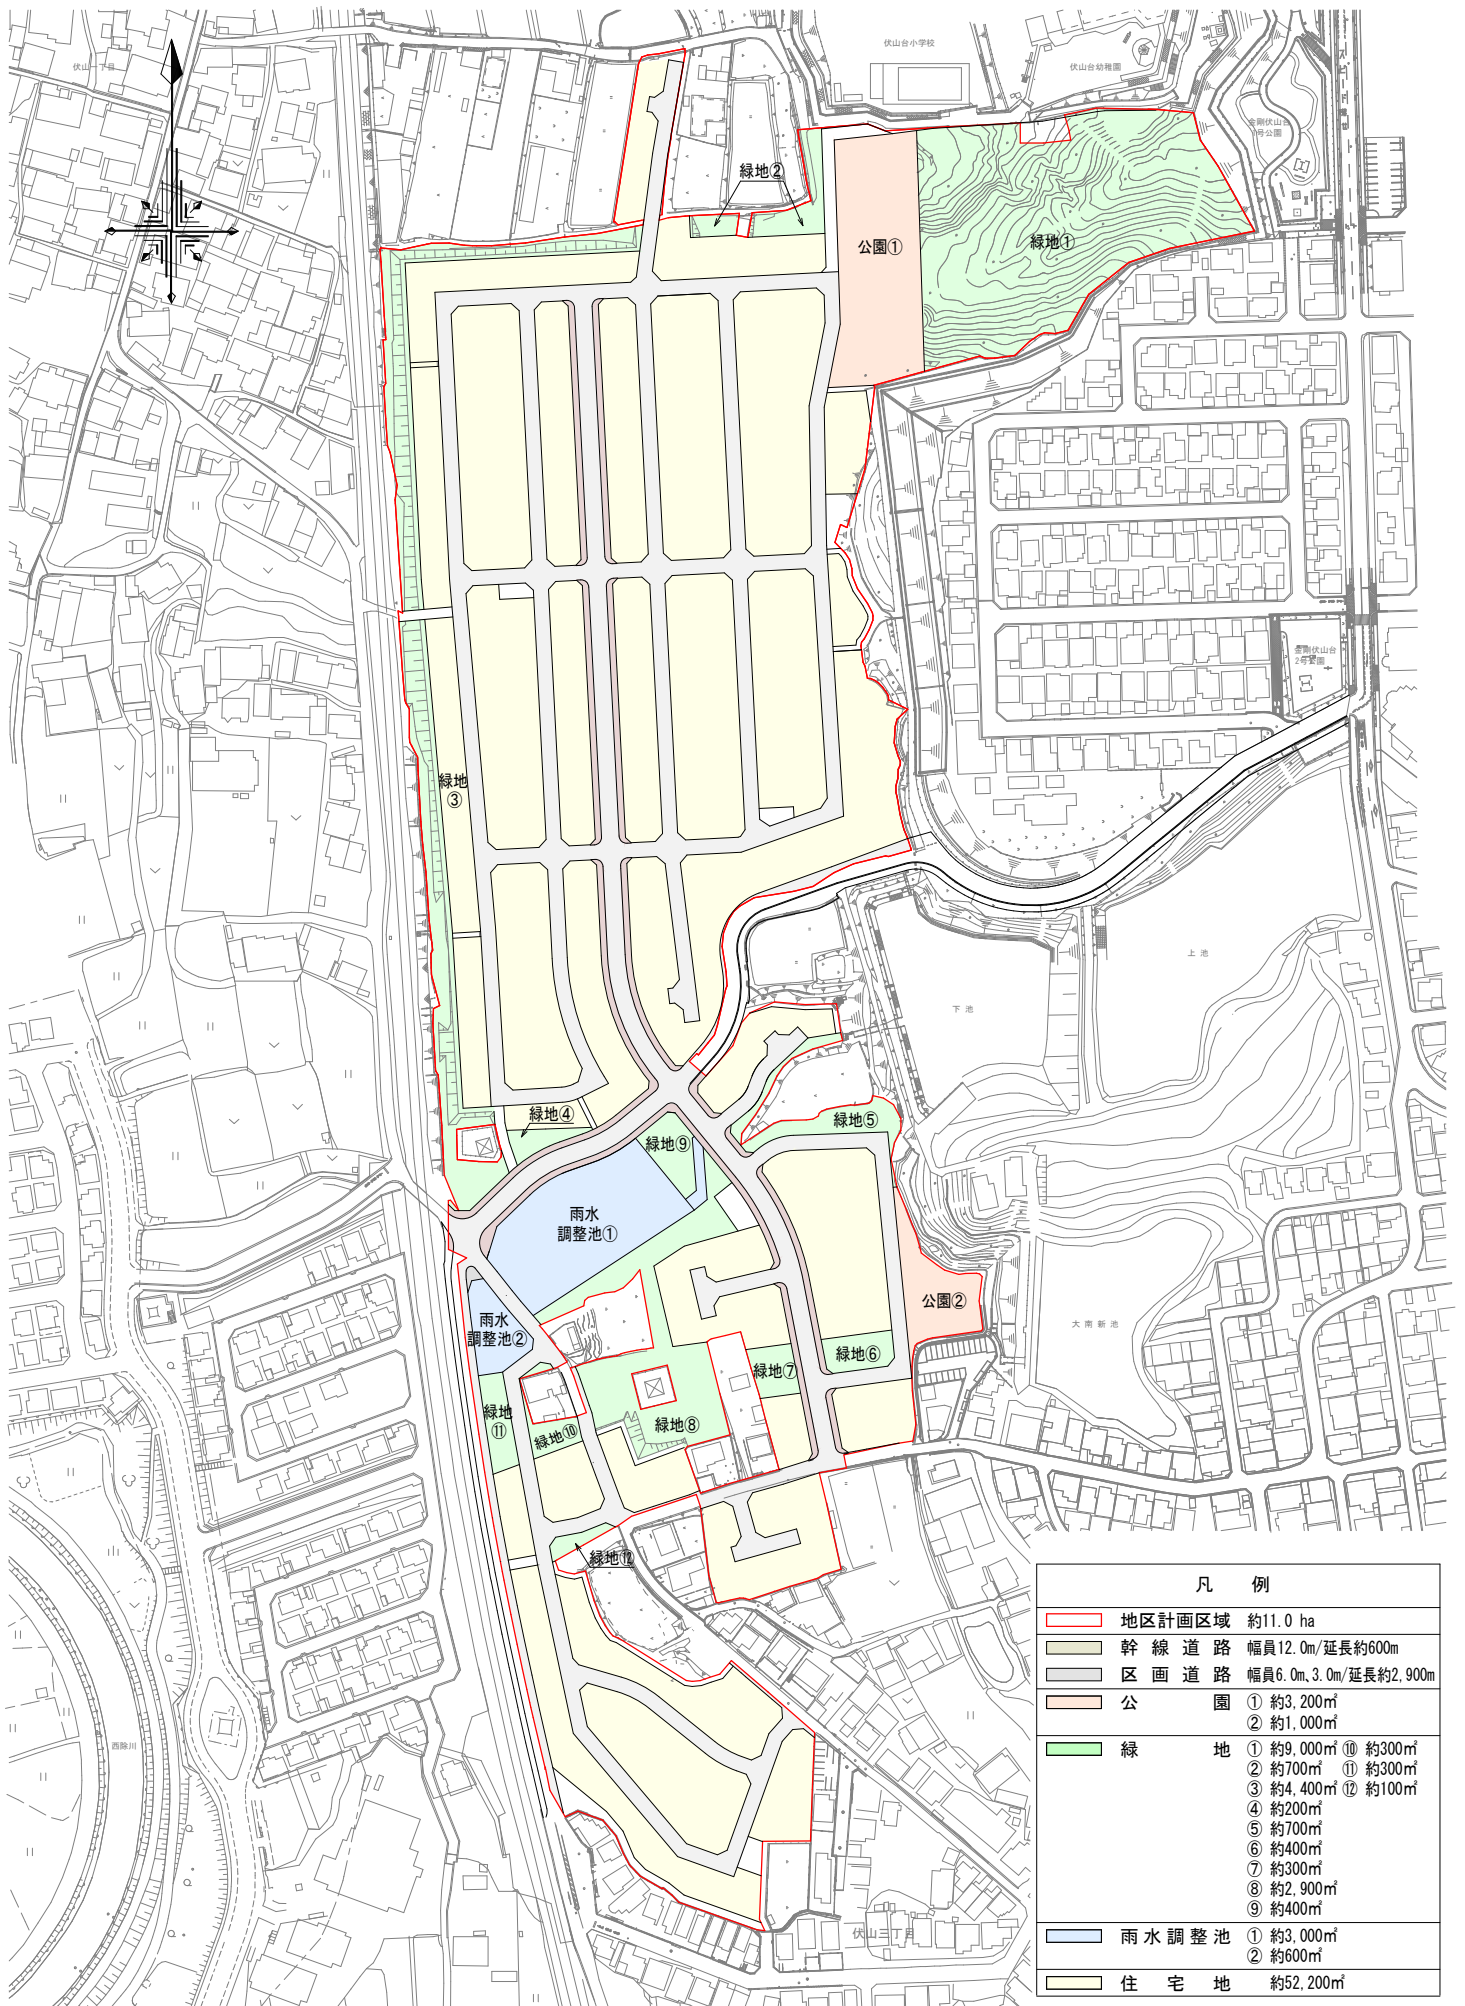 伏山台小学校
伏山台幼稚園
伏山一丁目
金剛伏山台
1号公園
緑地②
公園①
緑地①
金剛伏山台
2号公園
緑地
③
上池
下池
緑地④
緑地⑤
緑地⑨
雨水
調整池①
公園②
雨水
調整池②
大南新池
緑地⑥
緑地⑦
緑地
⑪
緑地⑧
緑地⑩
緑地⑫
西除川
伏山三丁目
凡 例
地区計画区域 約11.0 ha
幹線道路 幅員12.0m/延長約600m
区画道路 幅員6.0m、3.0m/延長約2,900m
公園 ① 約3,200㎡
② 約1,000㎡
緑地 ① 約9,000㎡ ⑩ 約300㎡
② 約700㎡ ⑪ 約300㎡
③ 約4,400㎡ ⑫ 約100㎡
④ 約200㎡
⑤ 約700㎡
⑥ 約400㎡
⑦ 約300㎡
⑧ 約2,900㎡
⑨ 約400㎡
雨水調整池 ① 約3,000㎡
② 約600㎡
住宅地 約52,200㎡